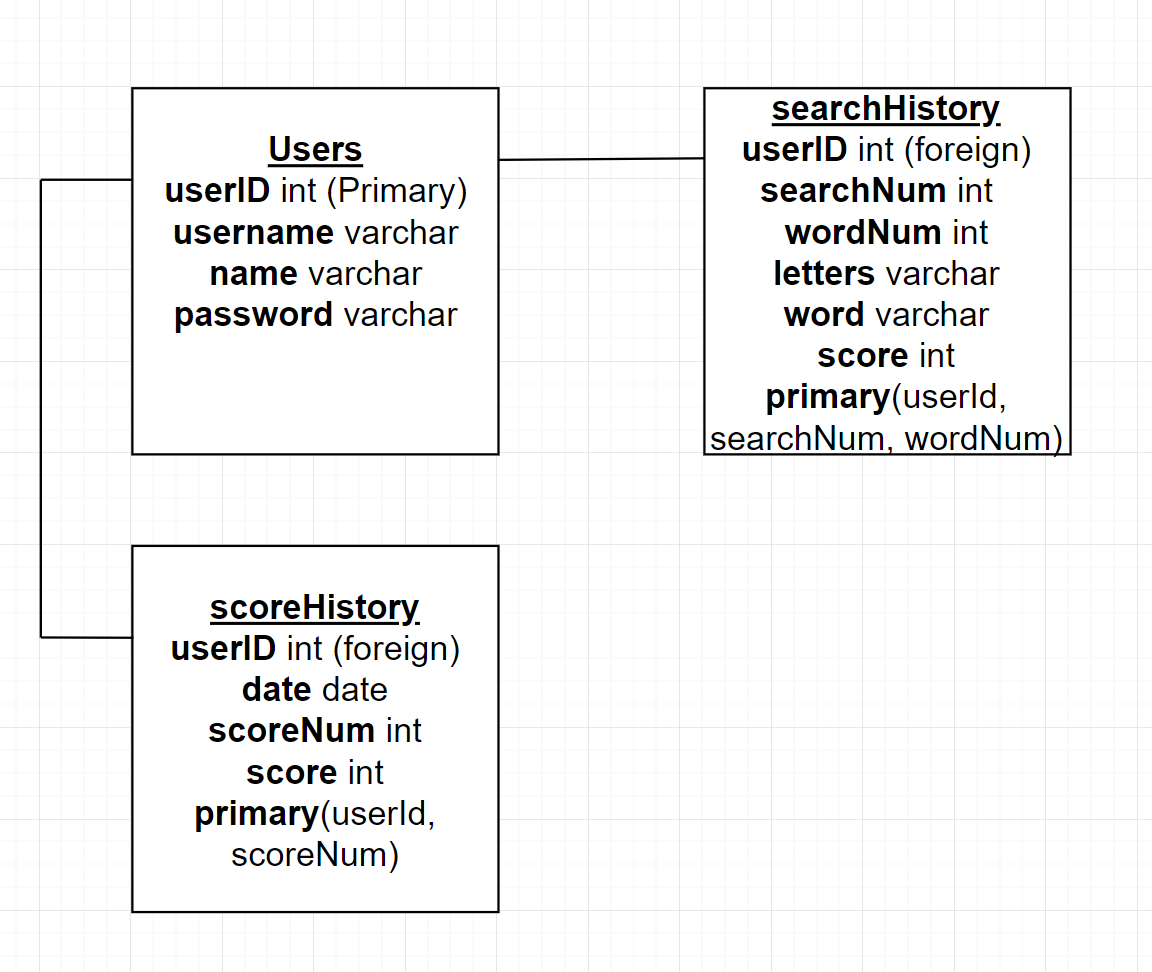 Users
userID int (Primary)
username varchar
name varchar
password varchar
searchHistory
userID int (foreign)
searchNum int
wordNum int
letters varchar
word varchar
score int
primary(userId,
searchNum, wordNum)
scoreHistory
userID int (foreign)
date date
scoreNum int
score int
primary(userId,
scoreNum)